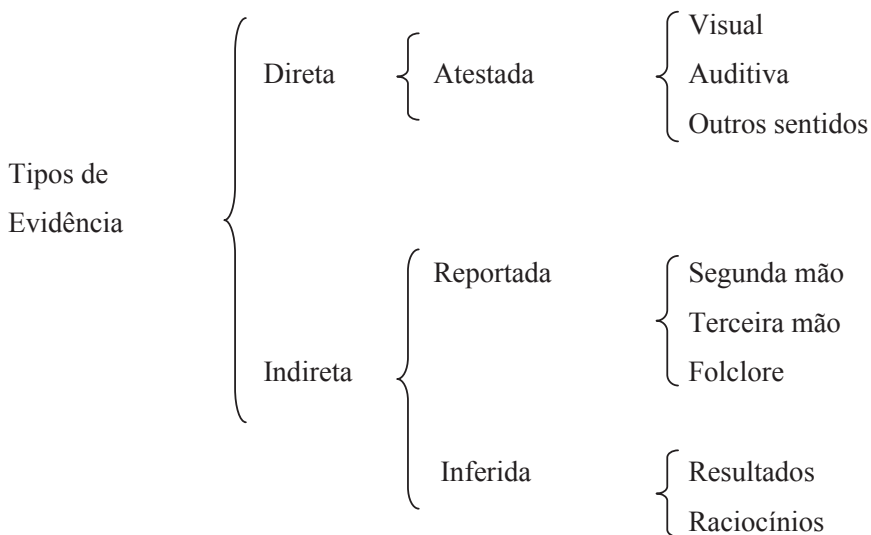 Visual
Direta Atestada Auditiva
Outros sentidos
Tipos de
Evidência
Reportada Segunda mão
Terceira mão
Indireta Folclore
Inferida Resultados
Raciocínios